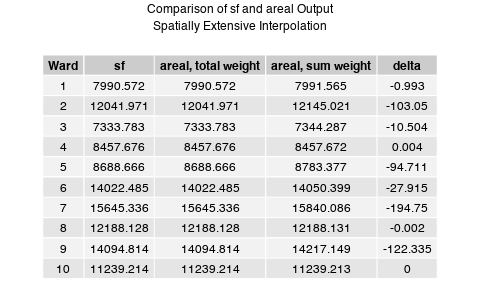 Comparison of sf and areal Output
Spatially Extensive Interpolation
Ward sf areal, total weight areal, sum weight delta
1 7990.572 7990.572 7991.565 -0.993
2 12041.971 12041.971 12145.021 -103.05
3 7333.783 7333.783 7344.287 -10.504
4 8457.676 8457.676 8457.672 0.004
5 8688.666 8688.666 8783.377 -94.711
6 14022.485 14022.485 14050.399 -27.915
7 15645.336 15645.336 15840.086 -194.75
8 12188.128 12188.128 12188.131 -0.002
9 14094.814 14094.814 14217.149 -122.335
10 11239.214 11239.214 11239.213 0